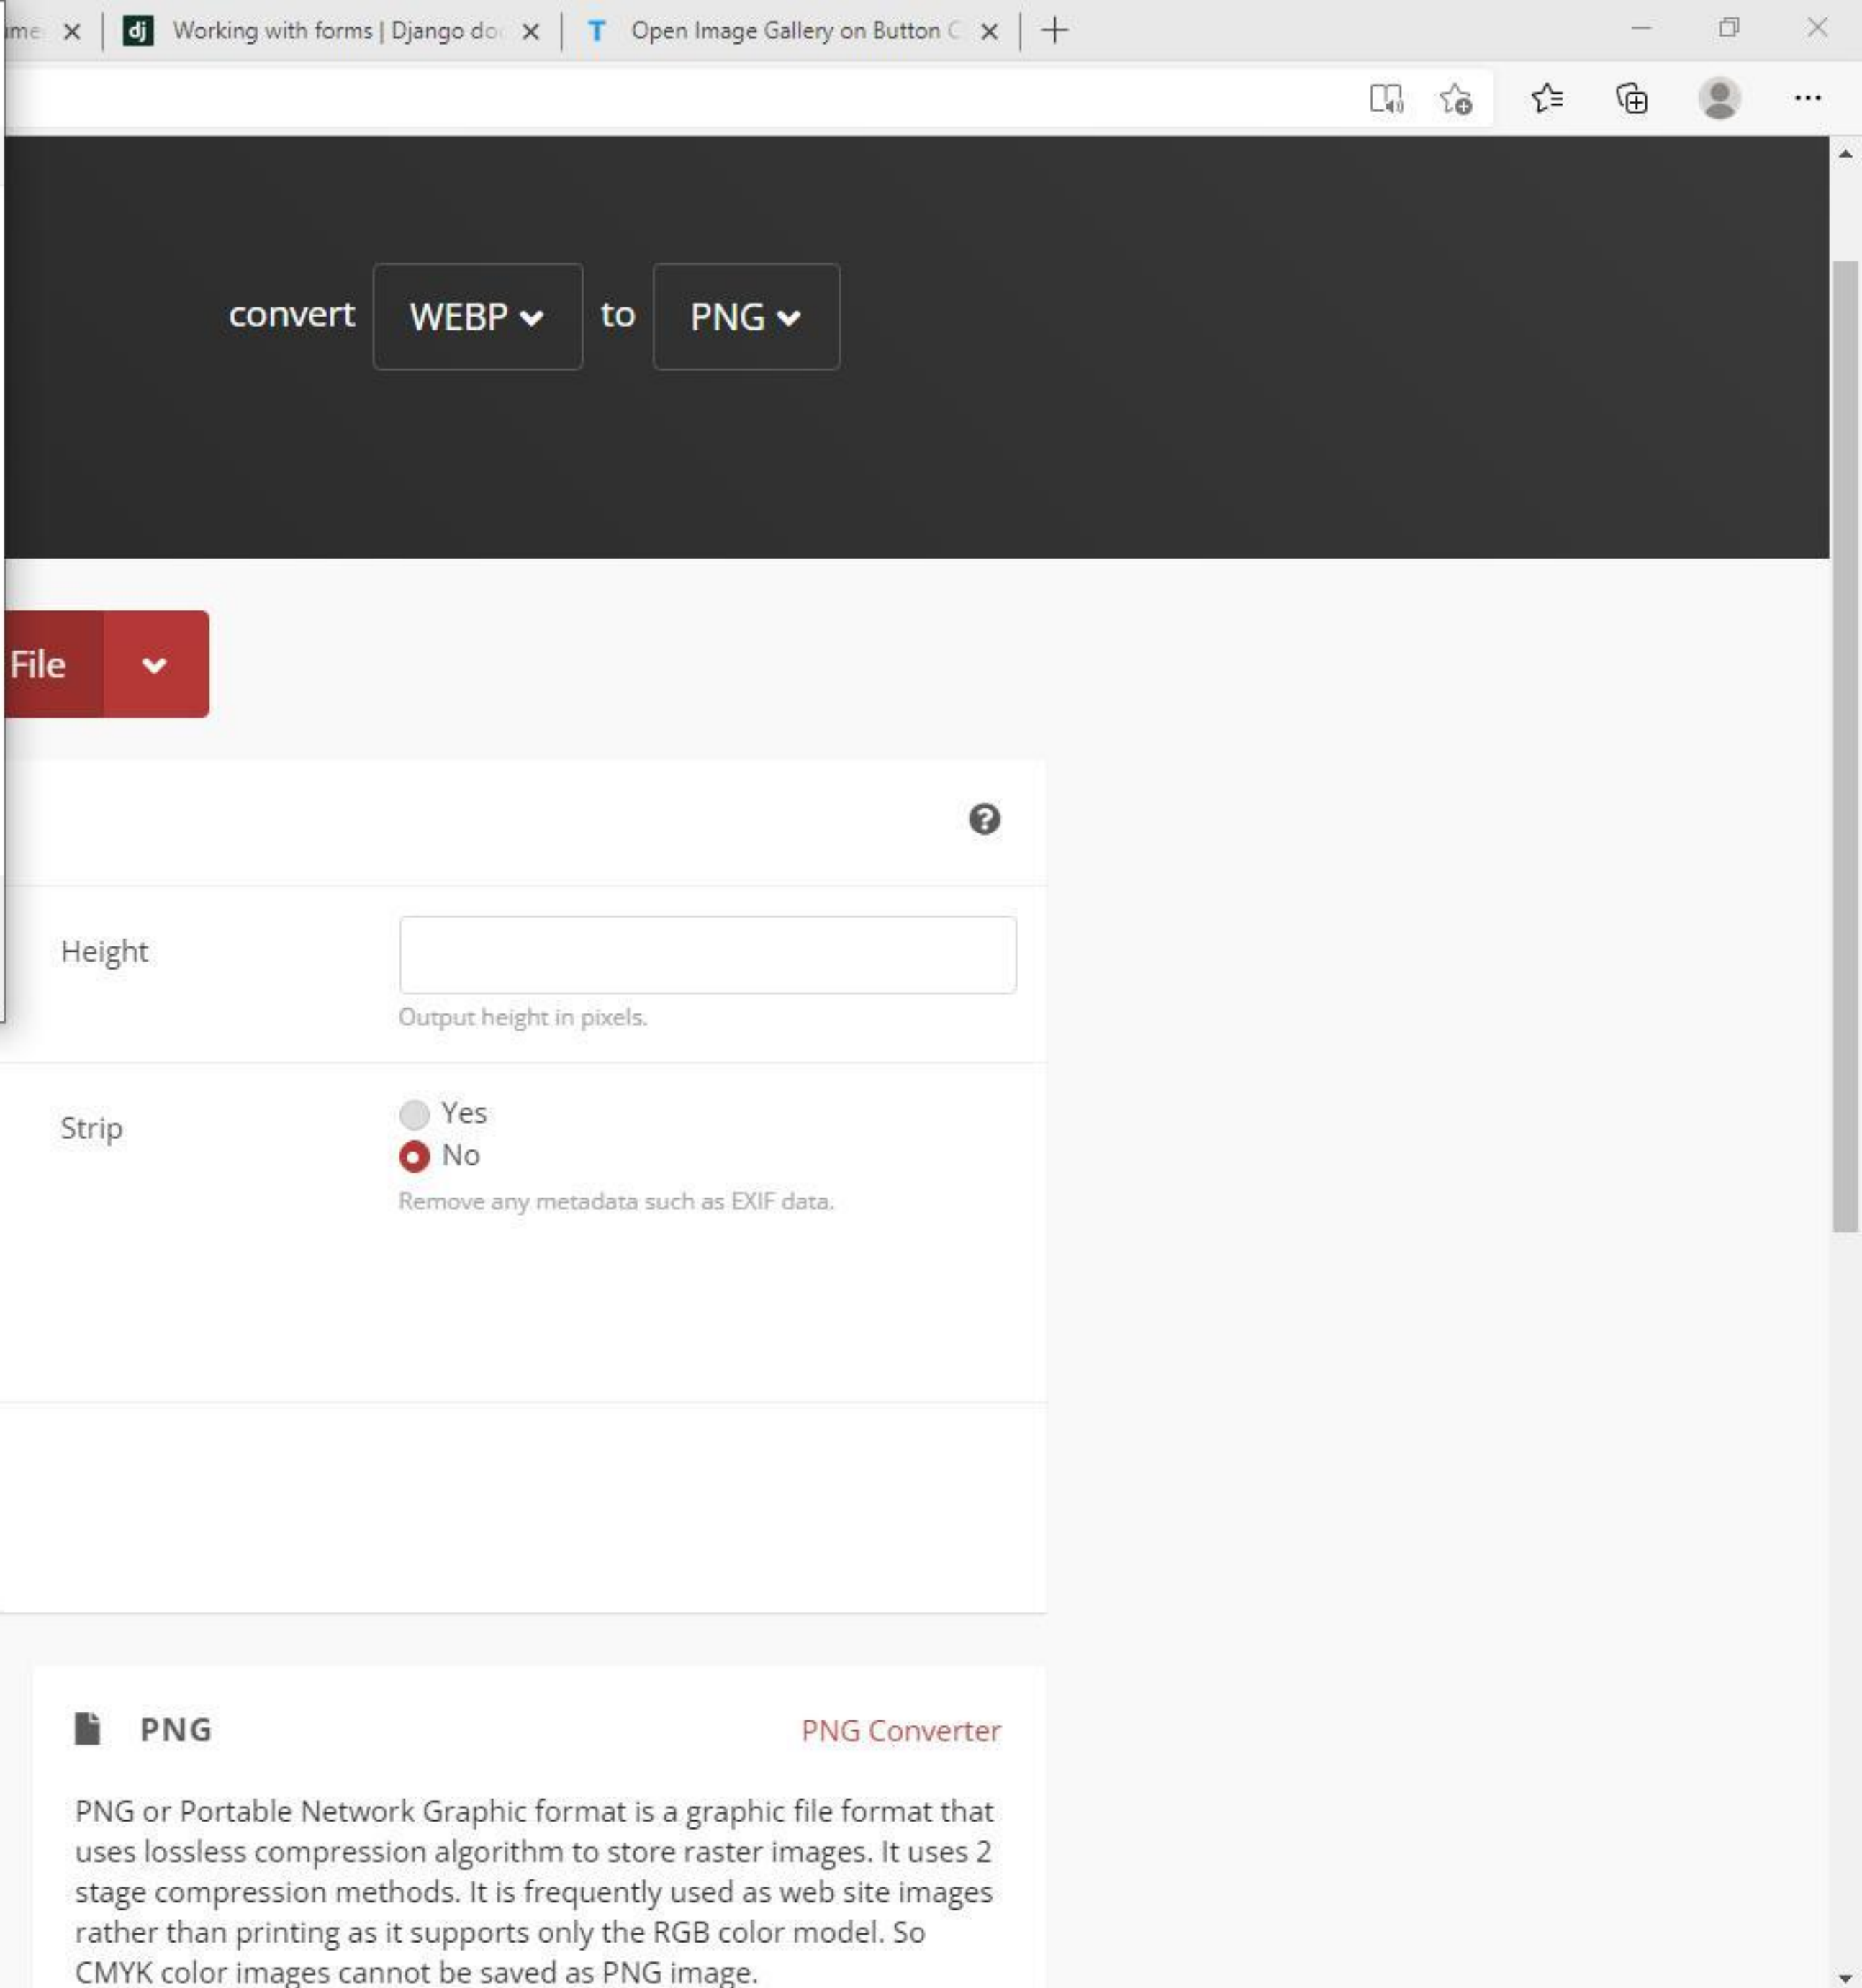 Working with forms | Django do
Open Image Gallery on Button
convert WEBP to PNG
File
Height
Output height in pixels.
Strip
Yes
No
Remove any metadata such as EXIF data.
PNG
PNG Converter
PNG or Portable Network Graphic format is a graphic file format that
uses lossless compression algorithm to store raster images. It uses 2
stage compression methods. It is frequently used as web site images
rather than printing as it supports only the RGB color model. So
CMYK color images cannot be saved as PNG image.